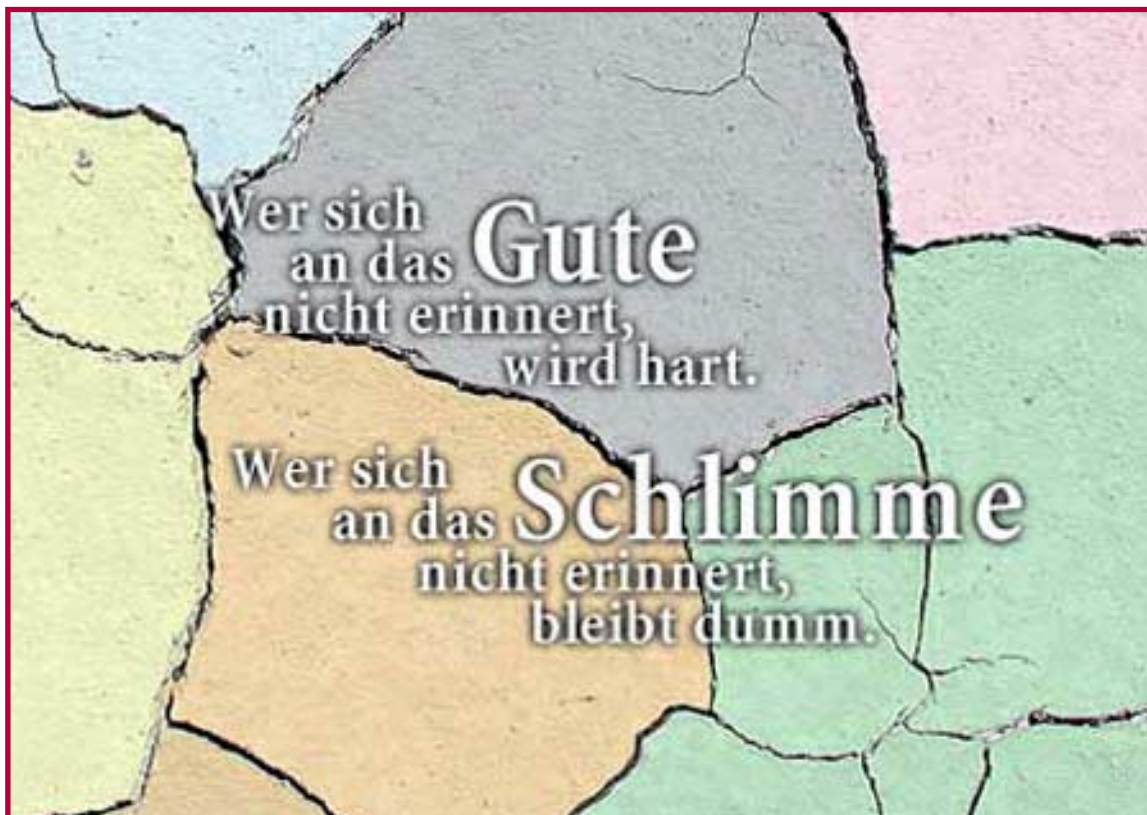 Wer sich
an das Gute
nicht erinnert,
wird hart.
Wer sich
an das Schlimme
nicht erinnert,
bleibt dumm.